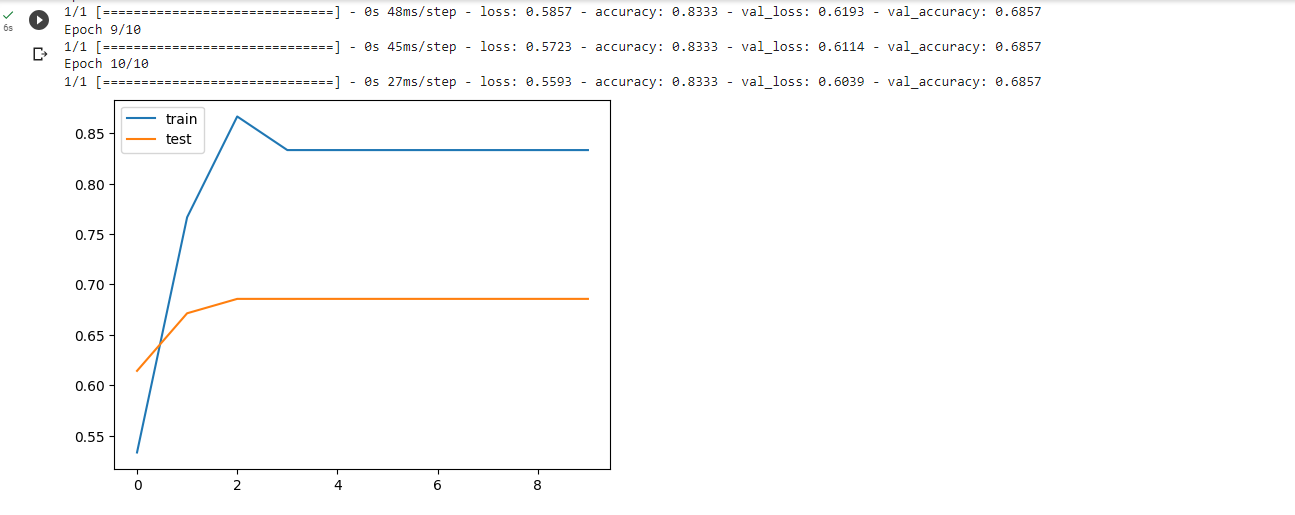 1/1 [==============================] - 0s 48ms/step - loss: 0.5857 - accuracy: 0.8333 - val_loss: 0.6193 - val_accuracy: 0.6857
6s
Epoch 9/10
1/1 [==============================] - 0s 45ms/step - loss: 0.5723 - accuracy: 0.8333 - val_loss: 0.6114 - val_accuracy: 0.6857
Epoch 10/10
1/1 [==============================] - 0s 27ms/step - loss: 0.5593 - accuracy: 0.8333 - val_loss: 0.6039 - val_accuracy: 0.6857
train
test
0.85
0.80
0.75
0.70
0.65
0.60
0.55
0 2 4 6 8